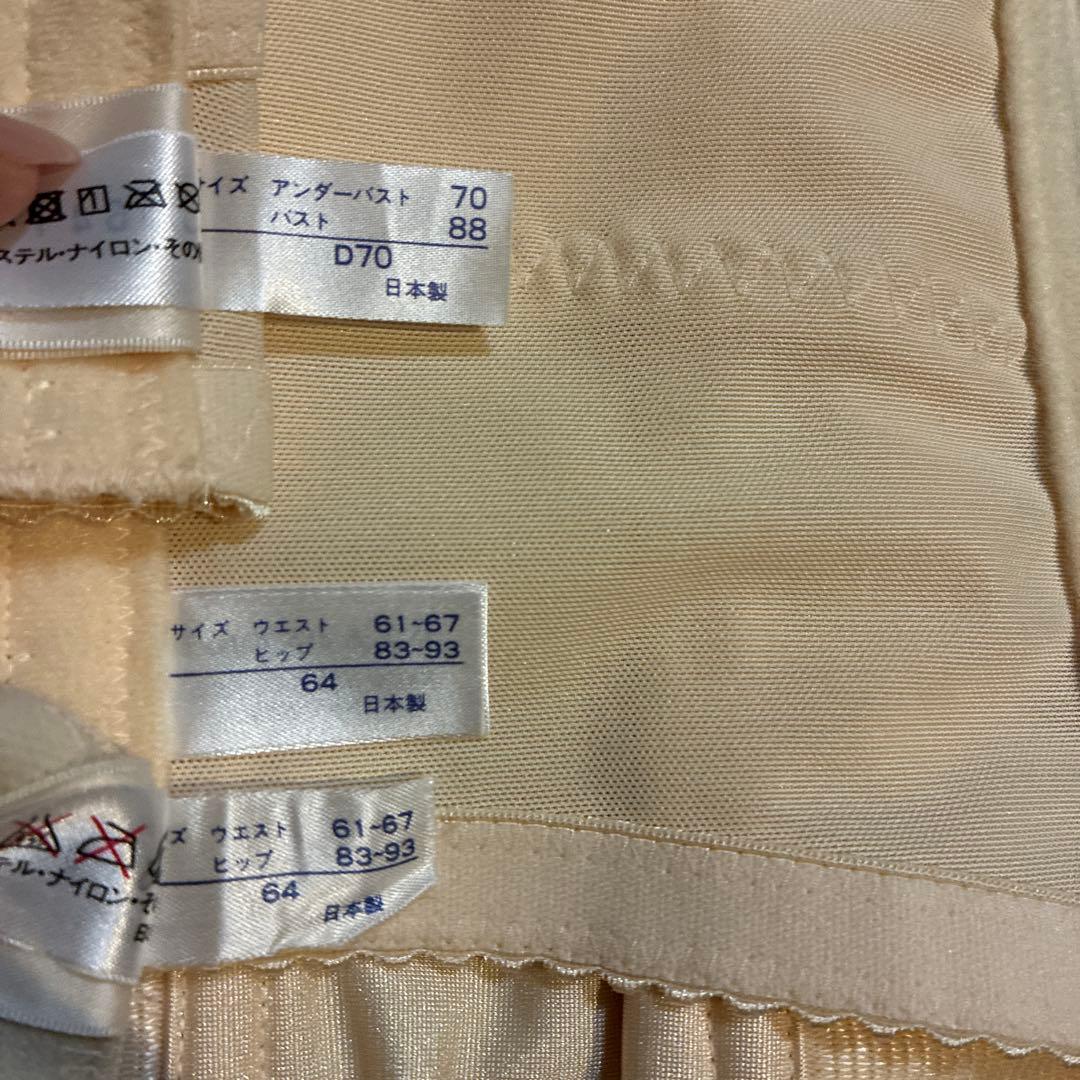 サイズ アンダーバスト 70
バスト 88
D70
日本製
ステル・ナイロン・その
サイズ ウエスト 61~67
ヒップ 83~93
64
日本製
ズ ウエスト 61~67
ヒップ 83~93
64
日本製
テル・ナイロン・そ